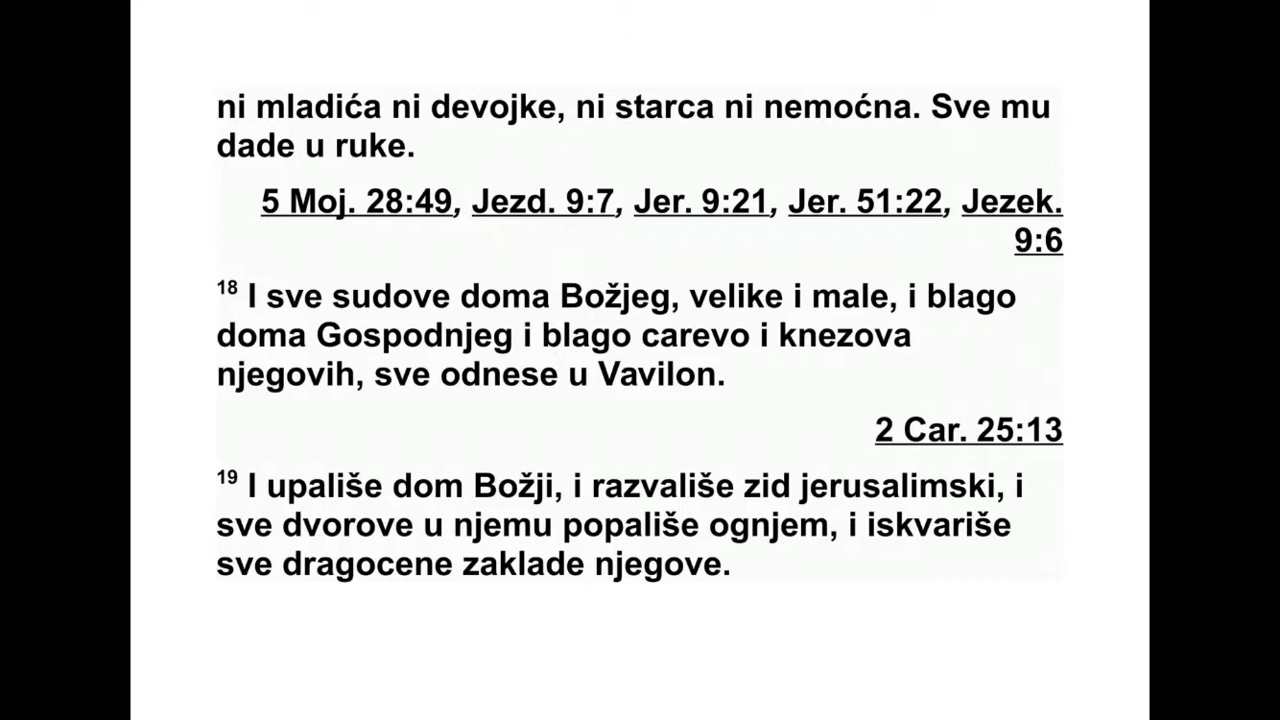 ni mladića ni devojke, ni starca ni nemoćna. Sve mu
dade u ruke.
5 Moj. 28:49, Jezd. 9:7, Jer. 9:21, Jer. 51:22, Jezek.
9:6
18 I sve sudove doma Božjeg, velike i male, i blago
doma Gospodnjeg i blago carevo i knezova
njegovih, sve odnese u Vavilon.
2 Car. 25:13
19 I upališe dom Božji, i razvališe zid jerusalimski, i
sve dvorove u njemu popališe ognjem, i iskvariše
sve dragocene zaklade njegove.